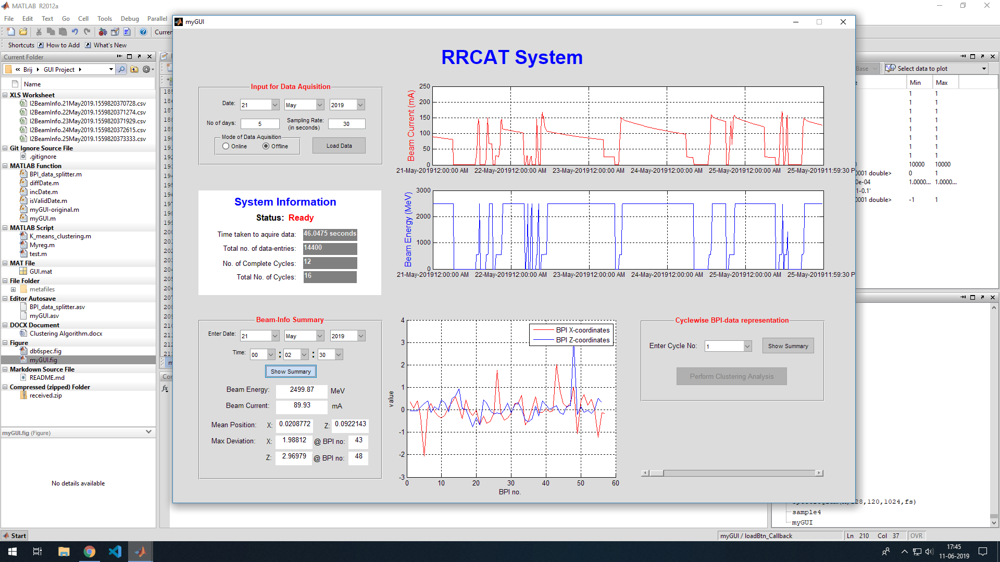 MATLAB R2012a
File Edit Text Go Cell Tools Debug Parallel
Shortcuts How to Add What's New
Current Folder
« Brij GUI Project
Name
XLS Worksheet
I2BeamInfo.21May2019.1559820370728.csv
I2BeamInfo.22May2019.1559820371274.csv
I2BeamInfo.23May2019.1559820371929.csv
I2BeamInfo.24May2019.1559820372615.csv
I2BeamInfo.25May2019.1559820373333.csv
Git Ignore Source File
.gitignore
MATLAB Function
BPI_data_splitter.m
diffDate.m
incDate.m
isValidDate.m
myGUI-original.m
myGUI.m
MATLAB Script
K_means_clustering.m
Myreg.m
test.m
MAT File
GUI.mat
File Folder
metafiles
Editor Autosave
BPI_data_splitter.asv
myGUI.asv
DOCX Document
Clustering Algorithm.docx
Figure
db6spec.fig
myGUI.fig
Markdown Source File
README.md
Compressed (zipped) Folder
received.zip
myGUI.fig (Figure)
No details available
Start
myGUI
RRCAT System
Input for Data Aquisition
Date: 21 May 2019
No of days: 5 Sampling Rate: (in seconds) 30
Mode of Data Aquisition
Online Offline
Load Data
System Information
Status: Ready
Time taken to aquire data: 46.0475 seconds
Total no. of data-entries: 14400
No. of Complete Cycles: 12
Total No. of Cycles: 16
Beam-Info Summary
Enter Date: 21 May 2019
Time: 00 : 02 : 30
Show Summary
Beam Energy: 2499.87 MeV
Beam Current: 89.93 mA
Mean Position: X: 0.0208772 Z: 0.0922143
Max Deviation: X: 1.98812 @ BPI no: 43
Z: 2.96979 @ BPI no: 48
Beam Current (mA)
250
200
150
100
50
0
21-May-201912:00:00 AM 22-May-201912:00:00 AM 23-May-201912:00:00 AM 24-May-201912:00:00 AM 25-May-201912:00:00 AM 25-May-201911:59:30 P
Beam Energy (MeV)
3000
2000
1000
0
21-May-201912:00:00 AM 22-May-201912:00:00 AM 23-May-201912:00:00 AM 24-May-201912:00:00 AM 25-May-201912:00:00 AM 25-May-201911:59:30 P
BPI X-coordinates
BPI Z-coordinates
value
4
3
2
1
0
-1
-2
-3
0 10 20 30 40 50 60
BPI no.
Cyclewise BPI-data representation
Enter Cycle No: 1 Show Summary
Perform Clustering Analysis
Base Select data to plot
Min Max
1 1
1 1
1 1
1 1
1 1
1 1
1 1
1 1
10000 10000
0001 double> 0 1
0e-04 1.0000... 1.0000...
1-0.1'
0001 double> -1 1
28,120,1024,fs)
sample4
myGUI
myGUI / loadBtn_Callback Ln 210 Col 37 OVR
17:45
11-06-2019